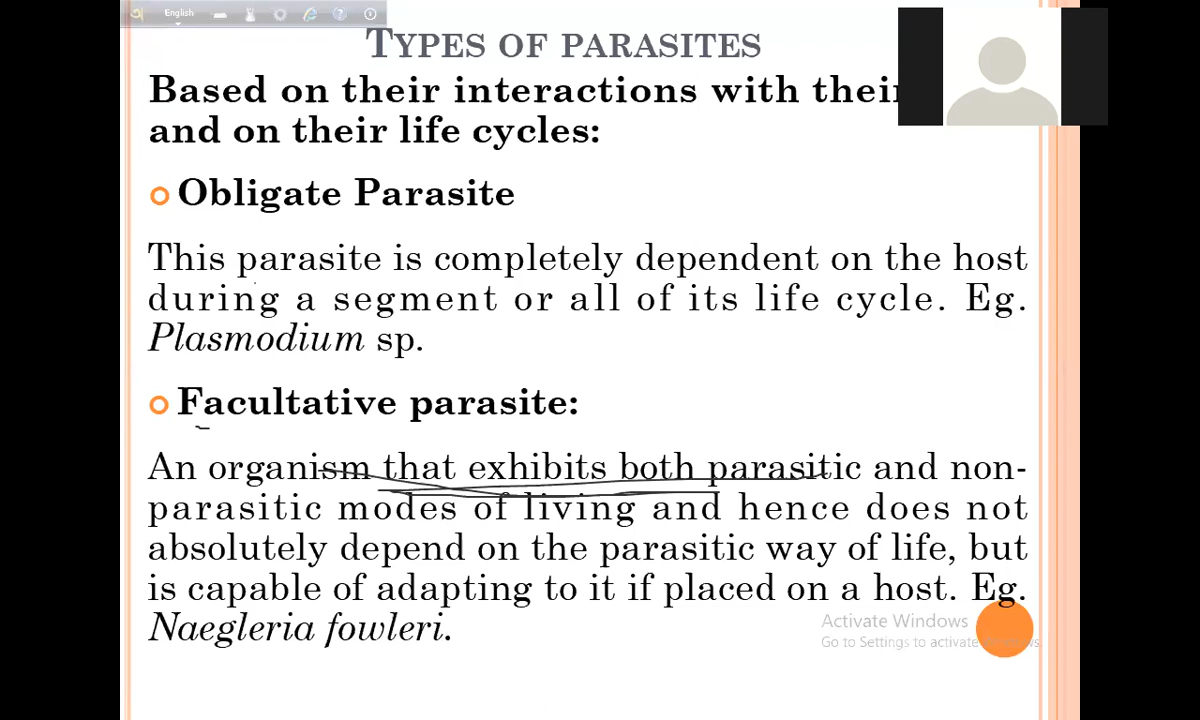 English
TYPES OF PARASITES
Based on their interactions with their
and on their life cycles:
Obligate Parasite
This parasite is completely dependent on the host
during a segment or all of its life cycle. Eg.
Plasmodium sp.
Facultative parasite:
An organism that exhibits both parasitic and non-
parasitic modes of living and hence does not
absolutely depend on the parasitic way of life, but
is capable of adapting to it if placed on a host. Eg.
Naegleria fowleri.
Activate Windows
Go to Settings to activate Windows.